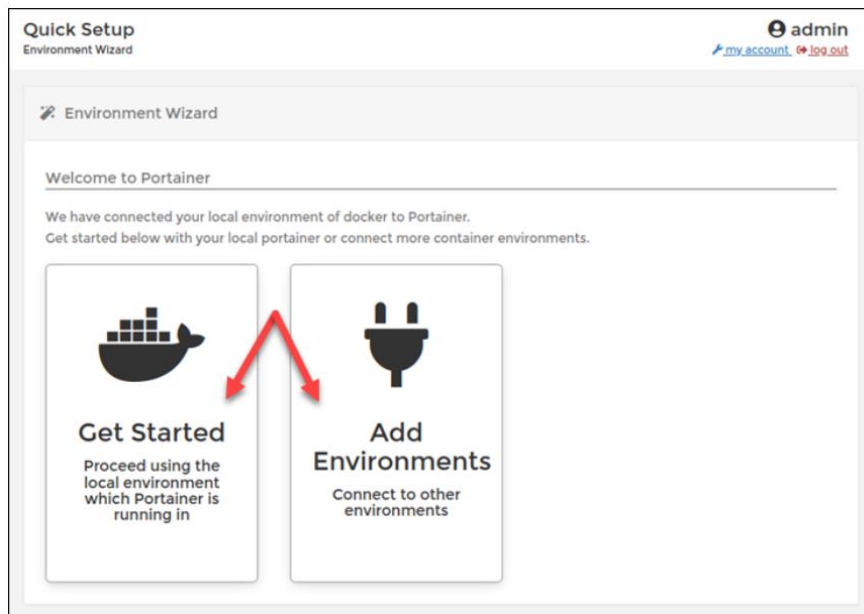 Quick Setup
admin
Environment Wizard
my account log out
Environment Wizard
Welcome to Portainer
We have connected your local environment of docker to Portainer.
Get started below with your local portainer or connect more container environments.
Get Started
Proceed using the
local environment
which Portainer is
running in
Add
Environments
Connect to other
environments